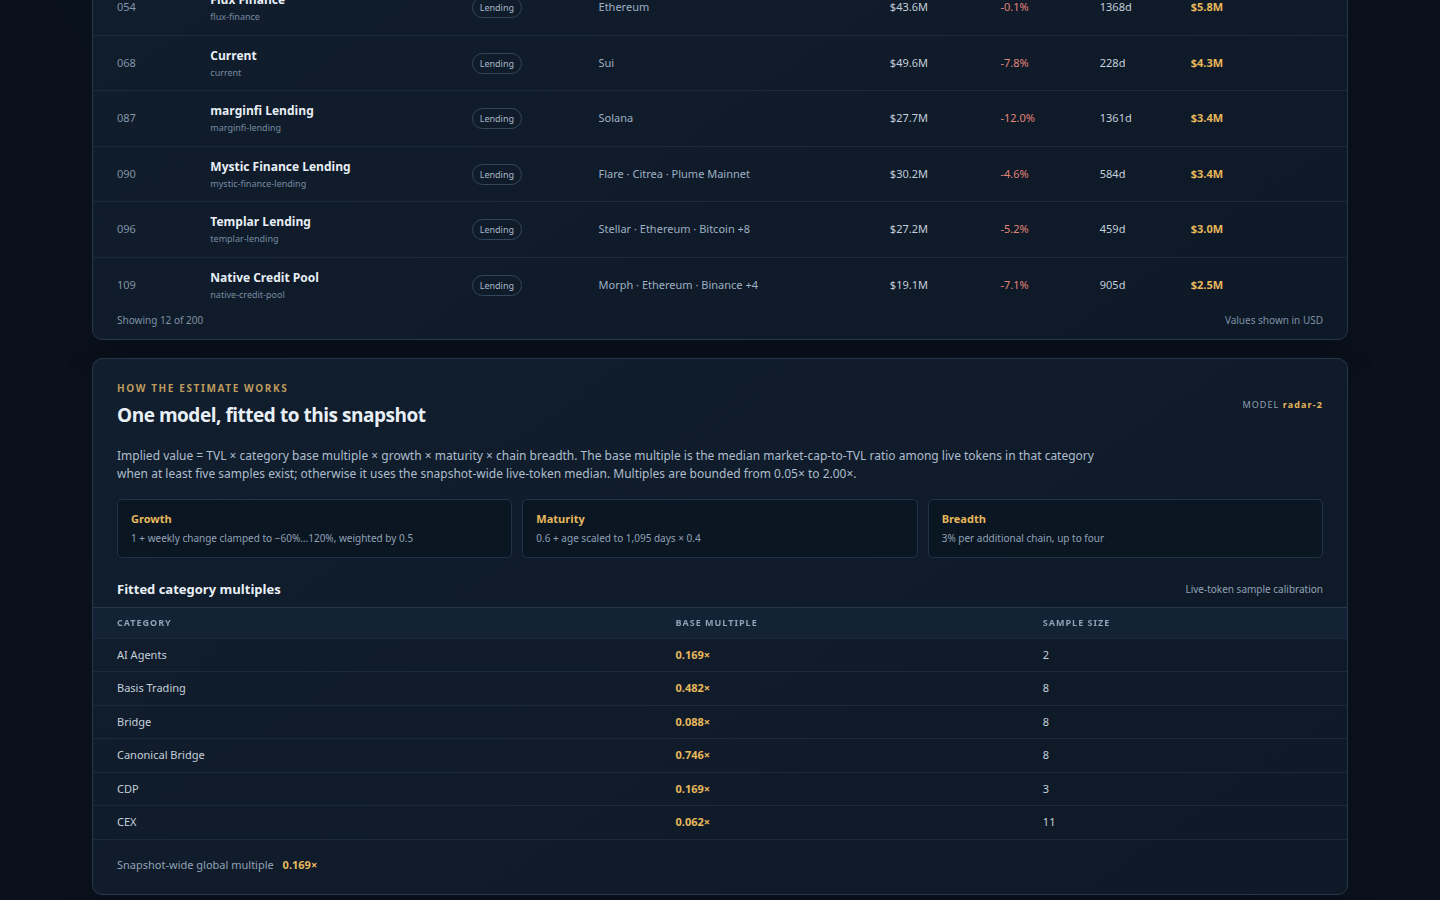 054 Flux Finance Lending Ethereum $43.6M -0.1% 1368d $5.8M
flux-finance
068 Current Lending Sui $49.6M -7.8% 228d $4.3M
current
087 marginfi Lending Lending Solana $27.7M -12.0% 1361d $3.4M
marginfi-lending
090 Mystic Finance Lending Lending Flare · Citrea · Plume Mainnet $30.2M -4.6% 584d $3.4M
mystic-finance-lending
096 Templar Lending Lending Stellar · Ethereum · Bitcoin +8 $27.2M -5.2% 459d $3.0M
templar-lending
109 Native Credit Pool Lending Morph · Ethereum · Binance +4 $19.1M -7.1% 905d $2.5M
native-credit-pool
Showing 12 of 200 Values shown in USD
HOW THE ESTIMATE WORKS
One model, fitted to this snapshot
MODEL radar-2
Implied value = TVL × category base multiple × growth × maturity × chain breadth. The base multiple is the median market-cap-to-TVL ratio among live tokens in that category
when at least five samples exist; otherwise it uses the snapshot-wide live-token median. Multiples are bounded from 0.05× to 2.00×.
Growth
1 + weekly change clamped to −60%…120%, weighted by 0.5
Maturity
0.6 + age scaled to 1,095 days × 0.4
Breadth
3% per additional chain, up to four
Fitted category multiples Live-token sample calibration
CATEGORY BASE MULTIPLE SAMPLE SIZE
AI Agents 0.169× 2
Basis Trading 0.482× 8
Bridge 0.088× 8
Canonical Bridge 0.746× 8
CDP 0.169× 3
CEX 0.062× 11
Snapshot-wide global multiple 0.169×